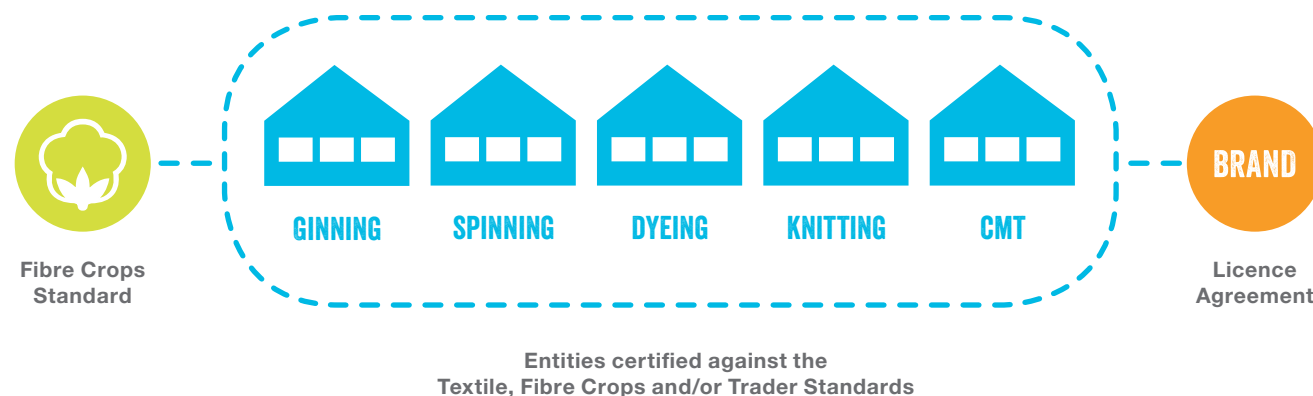 GINNING
SPINNING
DYEING
KNITTING
CMT
BRAND
Fibre Crops
Standard
Licence
Agreement
Entities certified against the
Textile, Fibre Crops and/or Trader Standards